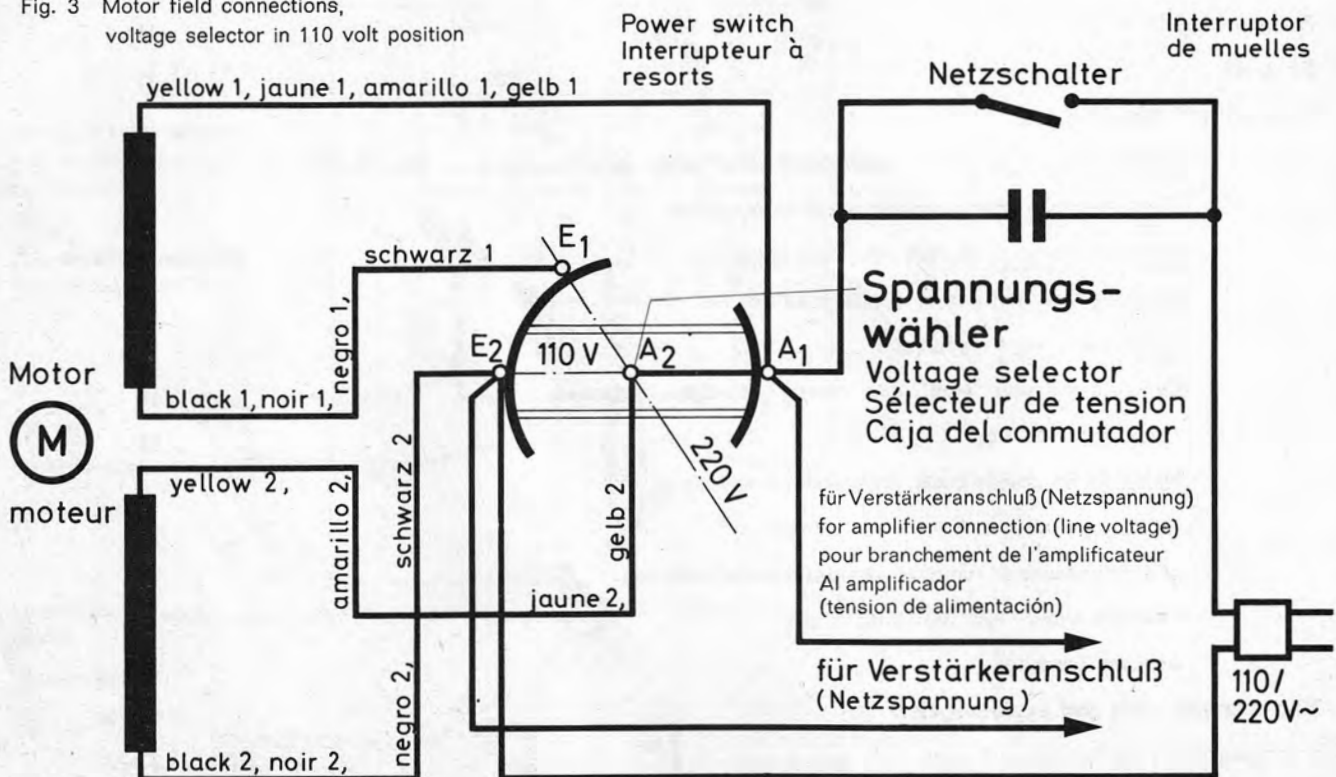 Fig. 3 Motor field connections,
voltage selector in 110 volt position
Power switch
Interrupteur à
resorts
Interruptor
de muelles
Netzschalter
yellow 1, jaune 1, amarillo 1, gelb 1
schwarz 1
E1
negro 1,
black 1, noir 1,
E2
110 V
A2
A1
220V
Spannungs-
wähler
Voltage selector
Sélecteur de tension
Caja del conmutador
Motor
M
moteur
yellow 2,
amarillo 2,
schwarz 2
gelb 2
jaune 2,
negro 2,
black 2, noir 2,
für Verstärkeranschluß (Netzspannung)
for amplifier connection (line voltage)
pour branchement de l'amplificateur
Al amplificador
(tension de alimentación)
für Verstärkeranschluß
(Netzspannung)
110/
220V~